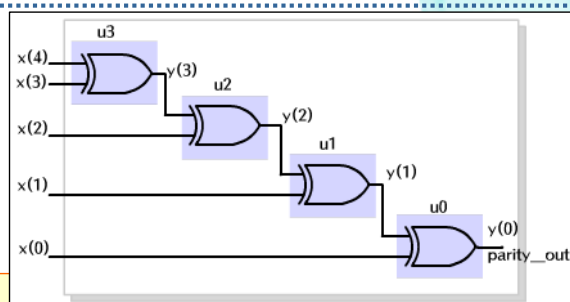 u3
x(4)
x(3)
y(3)
u2
x(2)
y(2)
u1
x(1)
y(1)
u0
x(0)
y(0)
parity_out